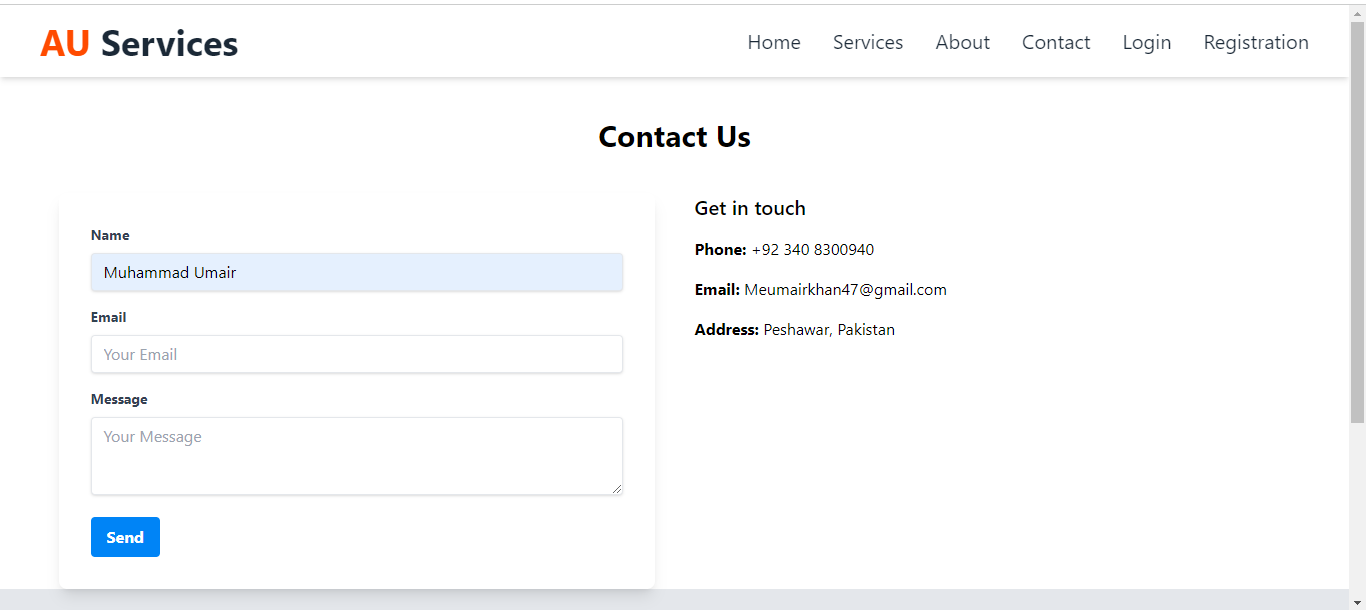 AU Services
Home Services About Contact Login Registration
Contact Us
Name
Muhammad Umair
Email
Your Email
Message
Your Message
Send
Get in touch
Phone: +92 340 8300940
Email: Meumairkhan47@gmail.com
Address: Peshawar, Pakistan